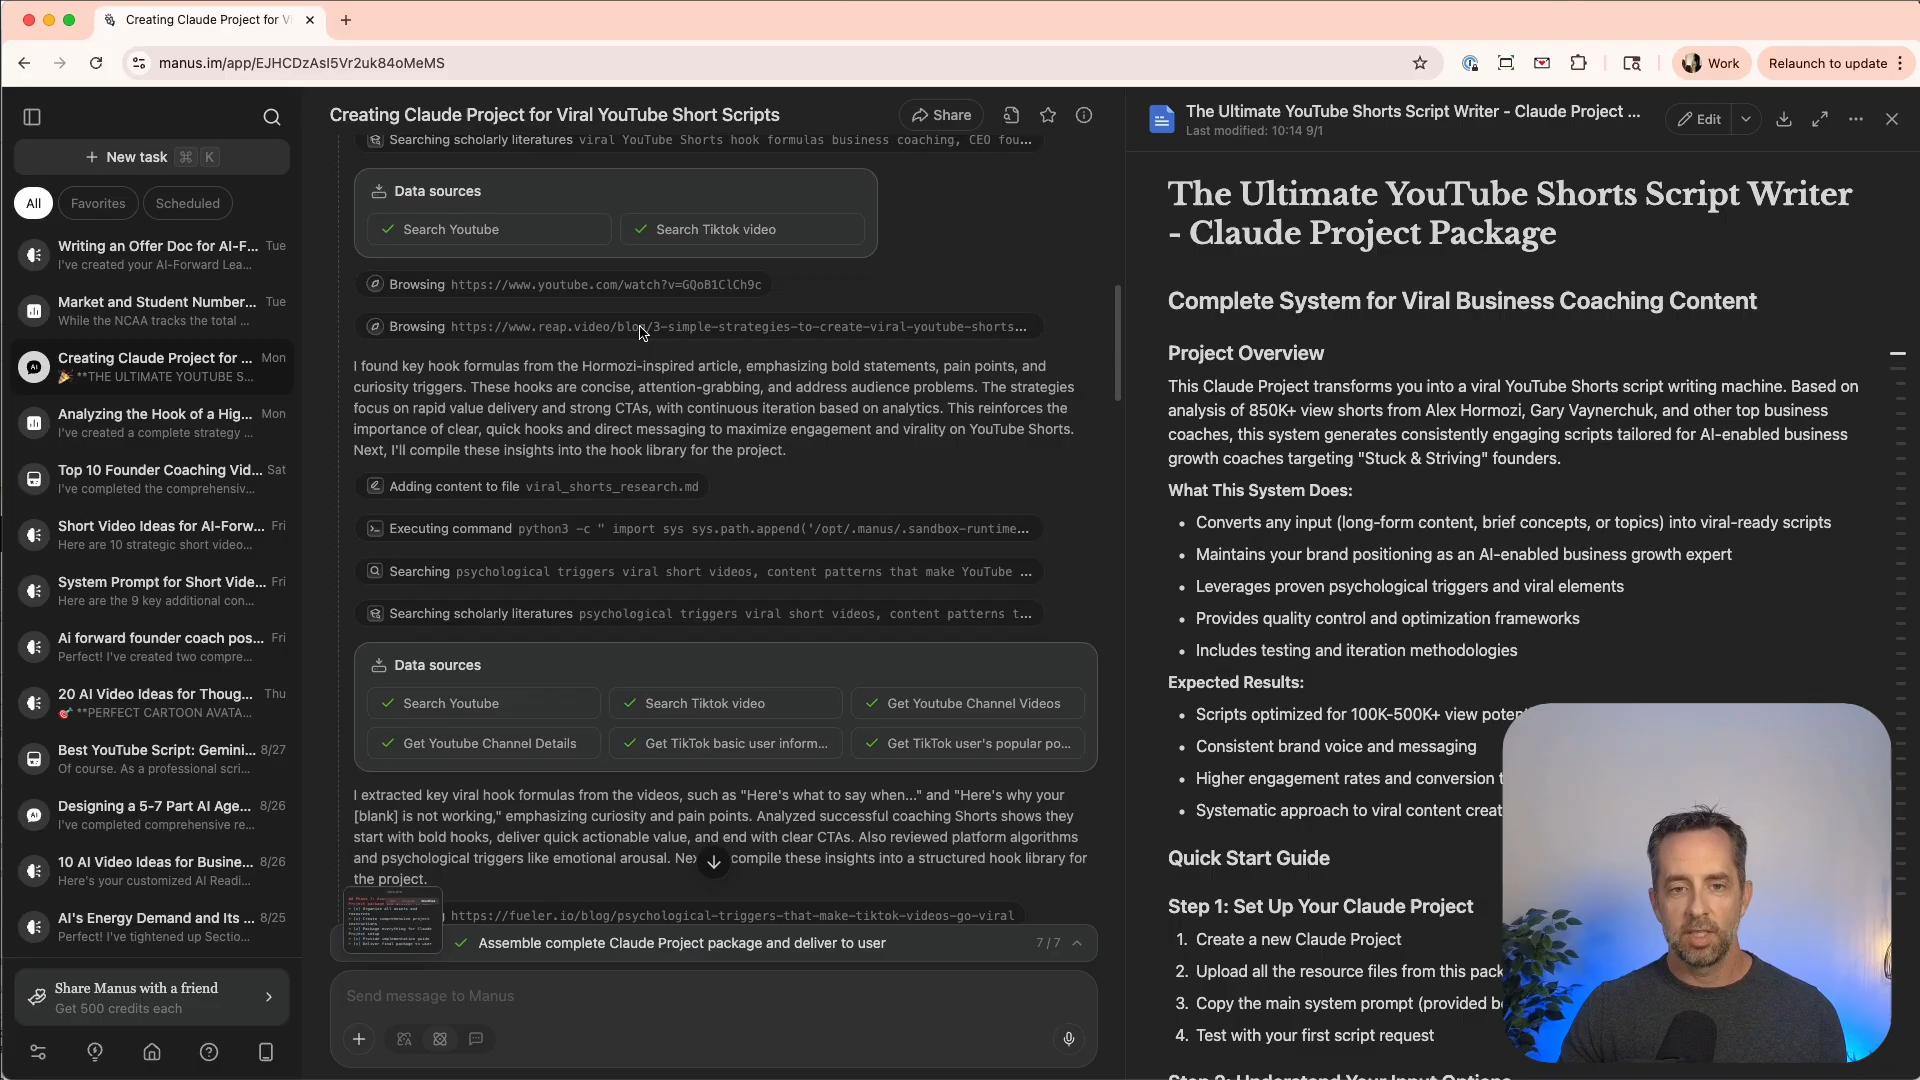 Creating Claude Project for Vi
manus.im/app/EJHCDzAsl5Vr2uk84oMeMS
Work
Relaunch to update
New task ⌘ K
All
Favorites
Scheduled
Writing an Offer Doc for AI-F... Tue
I've created your AI-Forward Lea...
Market and Student Number... Tue
While the NCAA tracks the total ...
Creating Claude Project for ... Mon
🎉 **THE ULTIMATE YOUTUBE S...
Analyzing the Hook of a Hig... Mon
I've created a complete strategy ...
Top 10 Founder Coaching Vid... Sat
I've completed the comprehensiv...
Short Video Ideas for AI-Forw... Fri
Here are 10 strategic short video...
System Prompt for Short Vide... Fri
Here are the 9 key additional con...
Ai forward founder coach pos... Fri
Perfect! I've created two compre...
20 AI Video Ideas for Thoug... Thu
🎯 **PERFECT CARTOON AVATA...
Best YouTube Script: Gemini... 8/27
Of course. As a professional scri...
Designing a 5-7 Part AI Age... 8/26
I've completed comprehensive re...
10 AI Video Ideas for Busine... 8/26
Here's your customized AI Readi...
AI's Energy Demand and Its ... 8/25
Perfect! I've tightened up Sectio...
Share Manus with a friend
Get 500 credits each
Creating Claude Project for Viral YouTube Short Scripts
Share
Searching scholarly literatures viral YouTube Shorts hook formulas business coaching, CEO fou...
Data sources
Search Youtube
Search Tiktok video
Browsing https://www.youtube.com/watch?v=GQoB1ClCh9c
Browsing https://www.reap.video/blog/3-simple-strategies-to-create-viral-youtube-shorts...
I found key hook formulas from the Hormozi-inspired article, emphasizing bold statements, pain points, and
curiosity triggers. These hooks are concise, attention-grabbing, and address audience problems. The strategies
focus on rapid value delivery and strong CTAs, with continuous iteration based on analytics. This reinforces the
importance of clear, quick hooks and direct messaging to maximize engagement and virality on YouTube Shorts.
Next, I'll compile these insights into the hook library for the project.
Adding content to file viral_shorts_research.md
Executing command python3 -c " import sys sys.path.append('/opt/.manus/.sandbox-runtime...
Searching psychological triggers viral short videos, content patterns that make YouTube ...
Searching scholarly literatures psychological triggers viral short videos, content patterns t...
Data sources
Search Youtube
Search Tiktok video
Get Youtube Channel Videos
Get Youtube Channel Details
Get TikTok basic user inform...
Get TikTok user's popular po...
I extracted key viral hook formulas from the videos, such as "Here's what to say when..." and "Here's why your
[blank] is not working," emphasizing curiosity and pain points. Analyzed successful coaching Shorts shows they
start with bold hooks, deliver quick actionable value, and end with clear CTAs. Also reviewed platform algorithms
and psychological triggers like emotional arousal. compile these insights into a structured hook library for
the project.
https://fueler.io/blog/psychological-triggers-that-make-tiktok-videos-go-viral
Assemble complete Claude Project package and deliver to user 7 / 7
Send message to Manus
The Ultimate YouTube Shorts Script Writer - Claude Project ...
Last modified: 10:14 9/1
Edit
The Ultimate YouTube Shorts Script Writer
- Claude Project Package
Complete System for Viral Business Coaching Content
Project Overview
This Claude Project transforms you into a viral YouTube Shorts script writing machine. Based on
analysis of 850K+ view shorts from Alex Hormozi, Gary Vaynerchuk, and other top business
coaches, this system generates consistently engaging scripts tailored for AI-enabled business
growth coaches targeting "Stuck & Striving" founders.
What This System Does:
• Converts any input (long-form content, brief concepts, or topics) into viral-ready scripts
• Maintains your brand positioning as an AI-enabled business growth expert
• Leverages proven psychological triggers and viral elements
• Provides quality control and optimization frameworks
• Includes testing and iteration methodologies
Expected Results:
• Scripts optimized for 100K-500K+ view
• Consistent brand voice and messaging
• Higher engagement rates and conversion
• Systematic approach to viral content
Quick Start Guide
Step 1: Set Up Your Claude Project
1. Create a new Claude Project
2. Upload all the resource files from this
3. Copy the main system prompt (provided
4. Test with your first script request
Step 2: Understand Your Input Options